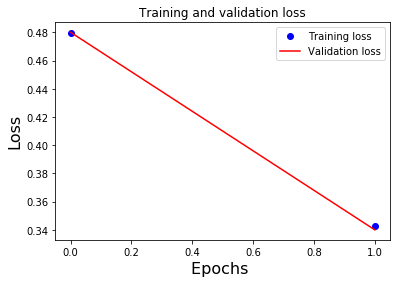 Training and validation loss
Training loss
Validation loss
0.48
0.46
0.44
0.42
0.40
0.38
0.36
0.34
Loss
0.0
0.2
0.4
0.6
0.8
1.0
Epochs